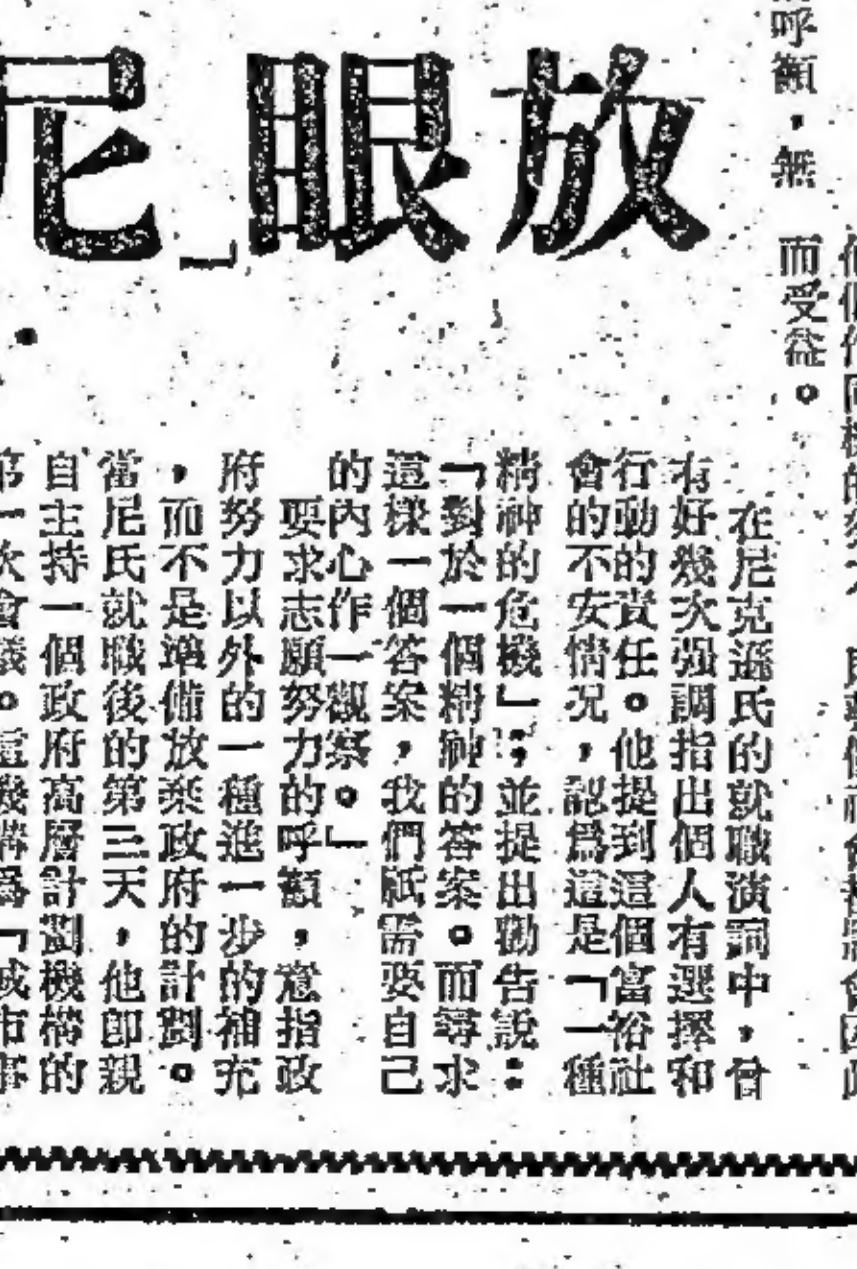 呼籲，無
而受益。
放眼」尼
在尼克遜氏的就職演詞中，曾
有好幾次强調指出個人有選擇和
行動的責任。他提到這個富裕社
會的不安情况，認爲這是「一種
精神的危機」；並提出勸告說：
「對於一個精神的答案。而尋求
這樣一個答案，我們祇需要自己
的內心作一觀察。」
要求志願努力的呼籲，意指政
府努力以外的一種進一步的補充
，而不是準備放棄政府的計劃。
當尼氏就職後的第三天，他卽親
自主持一個政府高層計劃機構的
第一次會議。這機構爲「城市事